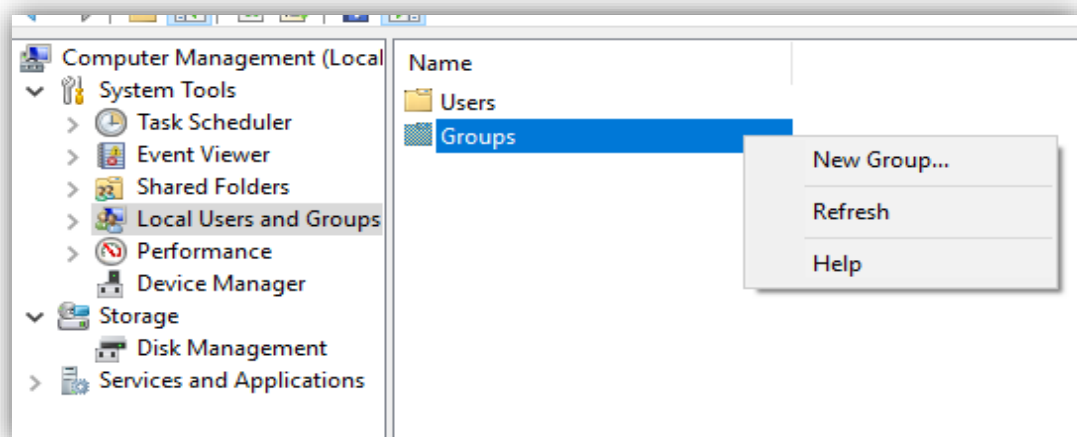 Computer Management (Local
System Tools
Task Scheduler
Event Viewer
Shared Folders
Local Users and Groups
Performance
Device Manager
Storage
Disk Management
Services and Applications
Name
Users
Groups
New Group...
Refresh
Help